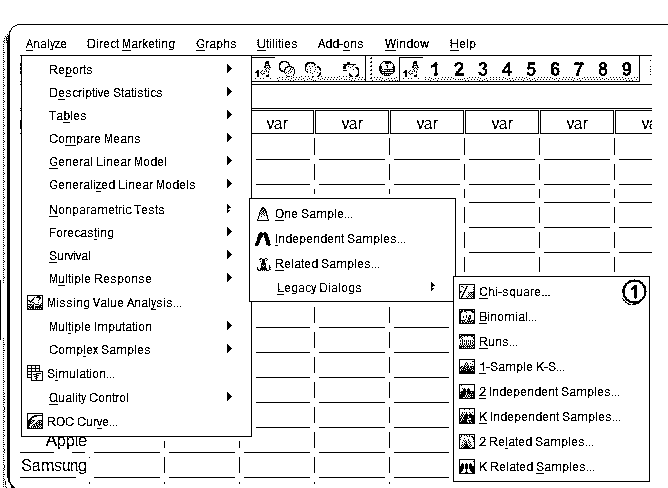 Analyze Direct Marketing Graphs Utilities Add-ons Window Help
Reports
Descriptive Statistics
Tables
Compare Means
General Linear Model
Generalized Linear Models
Nonparametric Tests
Forecasting
Survival
Multiple Response
Missing Value Analysis...
Multiple Imputation
Complex Samples
Simulation...
Quality Control
ROC Curve...
Apple
Samsung
1 1 2 3 4 5 6 7 8 9
var var var var var
One Sample...
Independent Samples...
Related Samples...
Legacy Dialogs
Chi-square... 1
Binomial...
Runs...
1-Sample K-S...
2 Independent Samples...
K Independent Samples...
2 Related Samples...
K Related Samples...